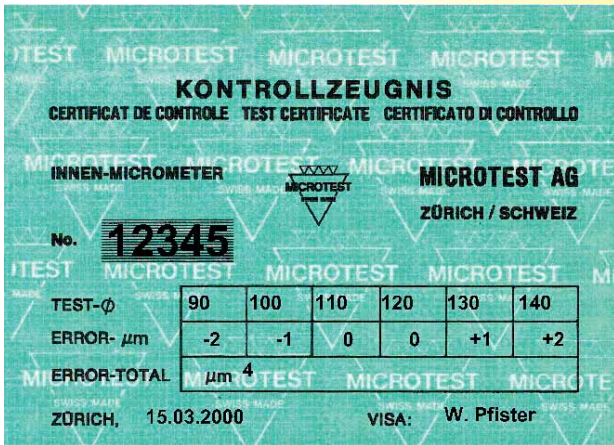 KONTROLLZEUGNIS
CERTIFICAT DE CONTROLE TEST CERTIFICATE CERTIFICATO DI CONTROLLO
INNEN-MICROMETER
MICROTEST
MICROTEST AG
ZÜRICH / SCHWEIZ
No. 12345
TEST-Ø 90 100 110 120 130 140
ERROR- µm -2 -1 0 0 +1 +2
ERROR-TOTAL µm 4
ZÜRICH, 15.03.2000 VISA: W. Pfister